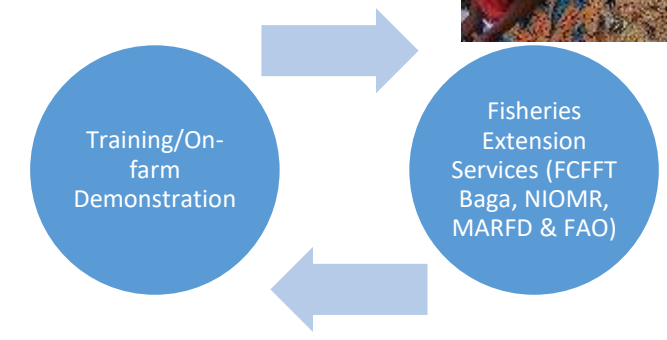 Training/On-
farm
Demonstration
Fisheries
Extension
Services (FCFFT
Baga, NIOMR,
MARFD & FAO)